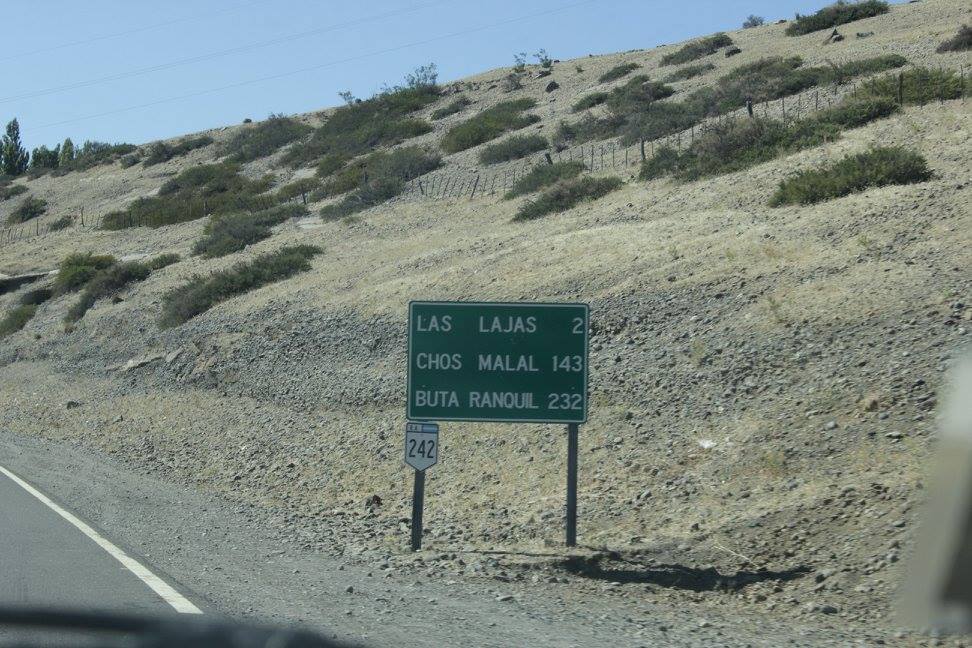 LAS LAJAS 2
CHOS MALAL 143
BUTA RANQUIL 232
242